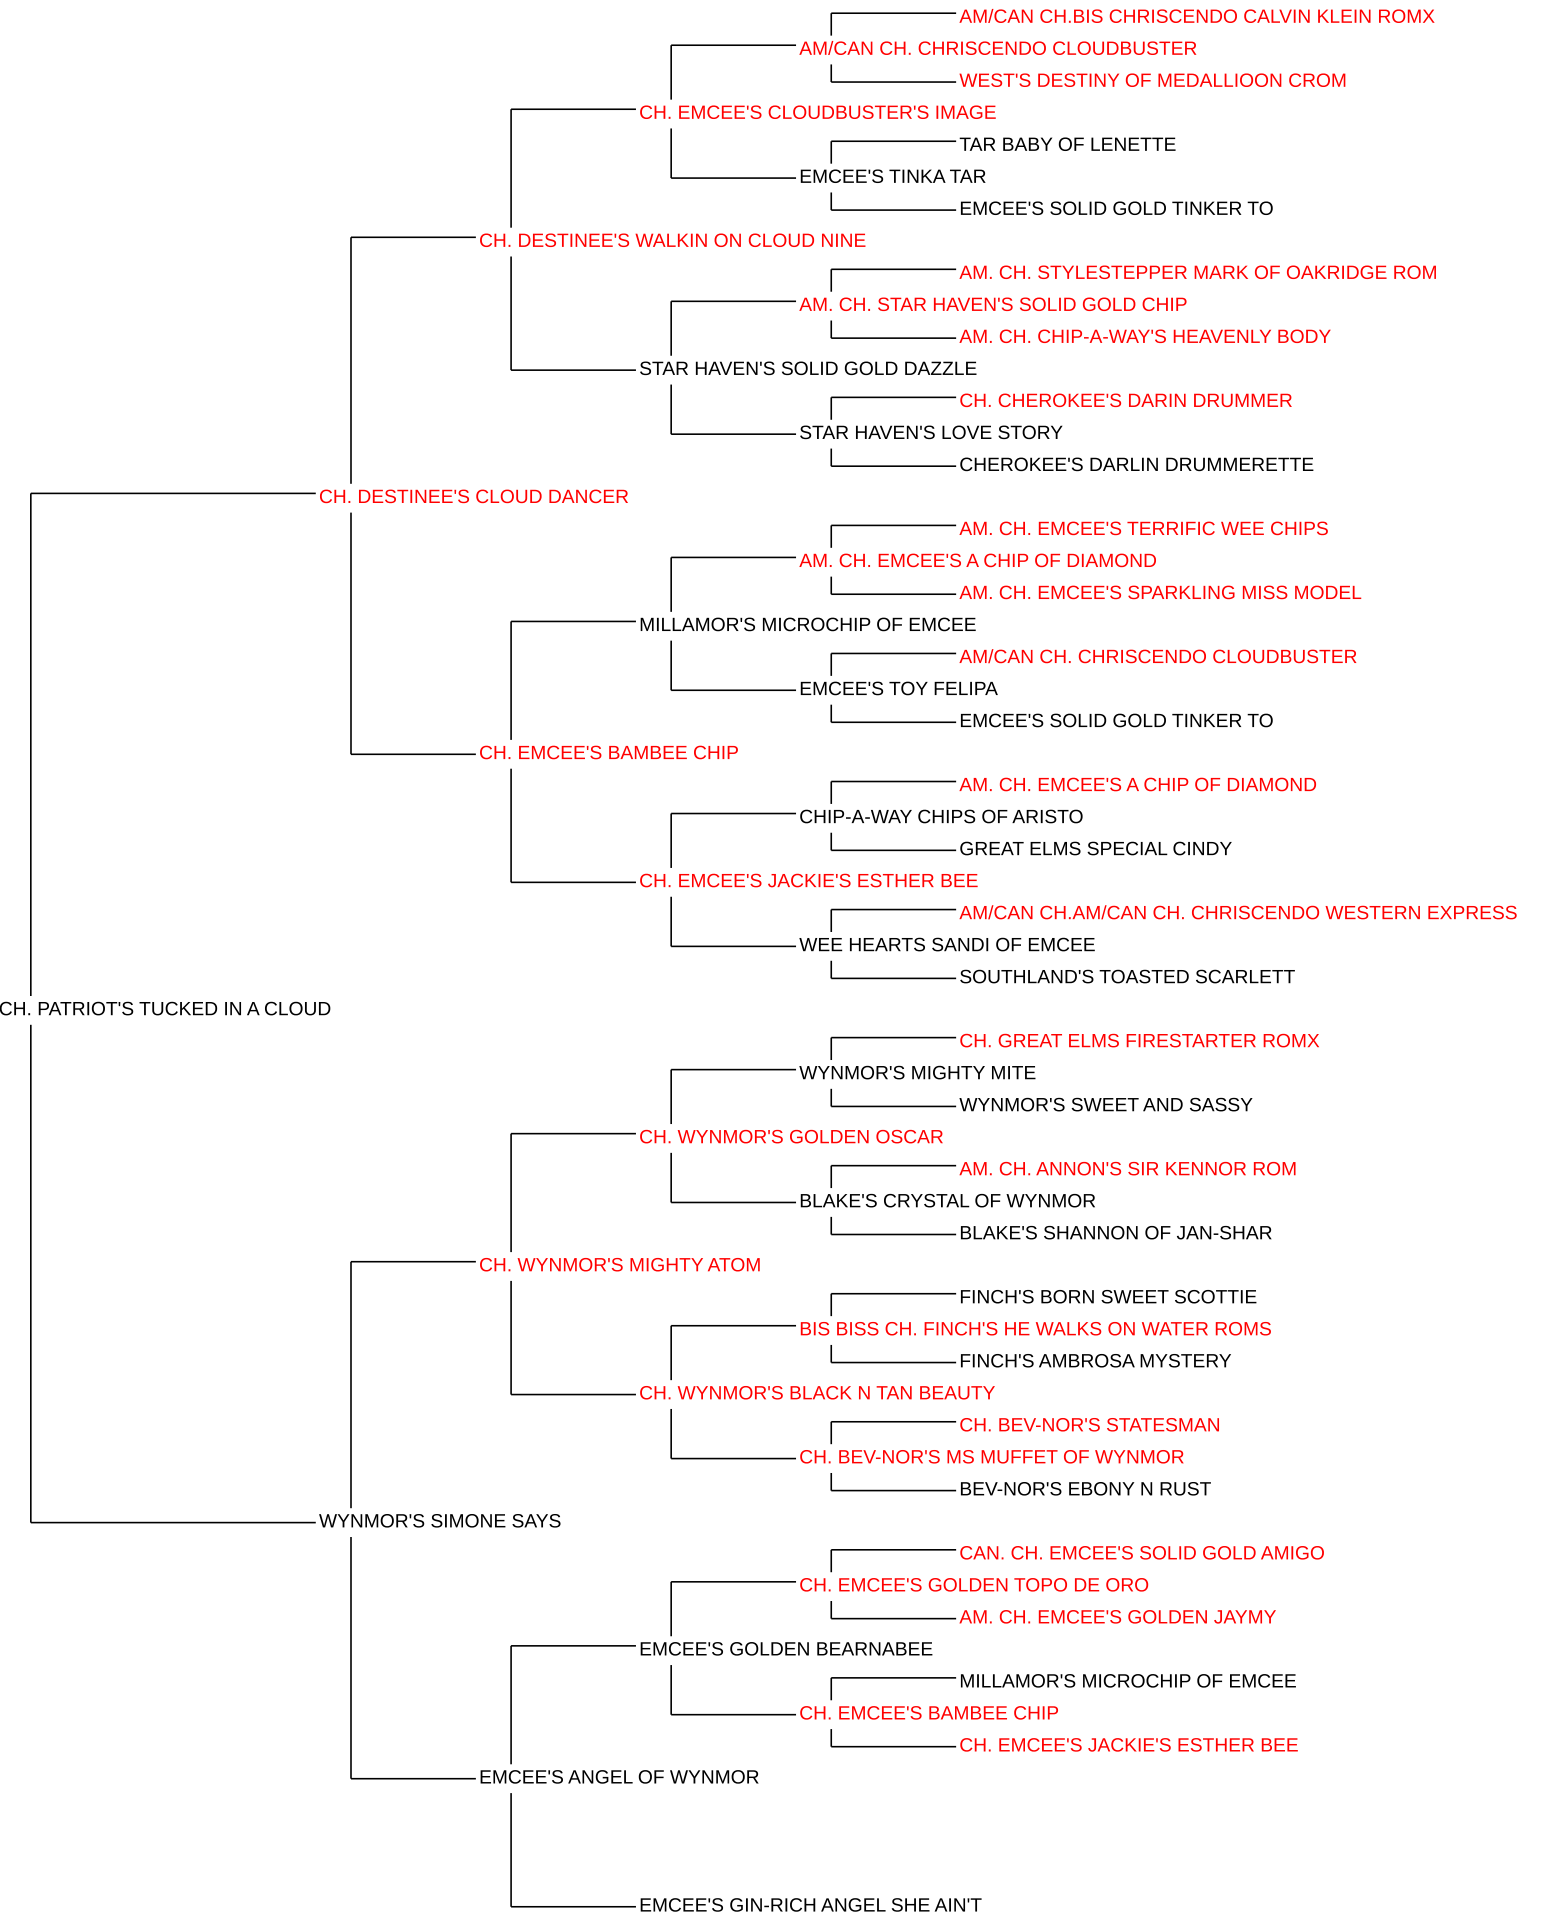 AM/CAN CH.BIS CHRISCENDO CALVIN KLEIN ROMX
AM/CAN CH. CHRISCENDO CLOUDBUSTER
WEST'S DESTINY OF MEDALLIOON CROM
CH. EMCEE'S CLOUDBUSTER'S IMAGE
TAR BABY OF LENETTE
EMCEE'S TINKA TAR
EMCEE'S SOLID GOLD TINKER TO
CH. DESTINEE'S WALKIN ON CLOUD NINE
AM. CH. STYLESTEPPER MARK OF OAKRIDGE ROM
AM. CH. STAR HAVEN'S SOLID GOLD CHIP
AM. CH. CHIP-A-WAY'S HEAVENLY BODY
STAR HAVEN'S SOLID GOLD DAZZLE
CH. CHEROKEE'S DARIN DRUMMER
STAR HAVEN'S LOVE STORY
CHEROKEE'S DARLIN DRUMMERETTE
CH. DESTINEE'S CLOUD DANCER
AM. CH. EMCEE'S TERRIFIC WEE CHIPS
AM. CH. EMCEE'S A CHIP OF DIAMOND
AM. CH. EMCEE'S SPARKLING MISS MODEL
MILLAMOR'S MICROCHIP OF EMCEE
AM/CAN CH. CHRISCENDO CLOUDBUSTER
EMCEE'S TOY FELIPA
EMCEE'S SOLID GOLD TINKER TO
CH. EMCEE'S BAMBEE CHIP
AM. CH. EMCEE'S A CHIP OF DIAMOND
CHIP-A-WAY CHIPS OF ARISTO
GREAT ELMS SPECIAL CINDY
CH. EMCEE'S JACKIE'S ESTHER BEE
AM/CAN CH.AM/CAN CH. CHRISCENDO WESTERN EXPRESS
WEE HEARTS SANDI OF EMCEE
SOUTHLAND'S TOASTED SCARLETT
CH. PATRIOT'S TUCKED IN A CLOUD
CH. GREAT ELMS FIRESTARTER ROMX
WYNMOR'S MIGHTY MITE
WYNMOR'S SWEET AND SASSY
CH. WYNMOR'S GOLDEN OSCAR
AM. CH. ANNON'S SIR KENNOR ROM
BLAKE'S CRYSTAL OF WYNMOR
BLAKE'S SHANNON OF JAN-SHAR
CH. WYNMOR'S MIGHTY ATOM
FINCH'S BORN SWEET SCOTTIE
BIS BISS CH. FINCH'S HE WALKS ON WATER ROMS
FINCH'S AMBROSA MYSTERY
CH. WYNMOR'S BLACK N TAN BEAUTY
CH. BEV-NOR'S STATESMAN
CH. BEV-NOR'S MS MUFFET OF WYNMOR
BEV-NOR'S EBONY N RUST
WYNMOR'S SIMONE SAYS
CAN. CH. EMCEE'S SOLID GOLD AMIGO
CH. EMCEE'S GOLDEN TOPO DE ORO
AM. CH. EMCEE'S GOLDEN JAYMY
EMCEE'S GOLDEN BEARNABEE
MILLAMOR'S MICROCHIP OF EMCEE
CH. EMCEE'S BAMBEE CHIP
CH. EMCEE'S JACKIE'S ESTHER BEE
EMCEE'S ANGEL OF WYNMOR
EMCEE'S GIN-RICH ANGEL SHE AIN'T